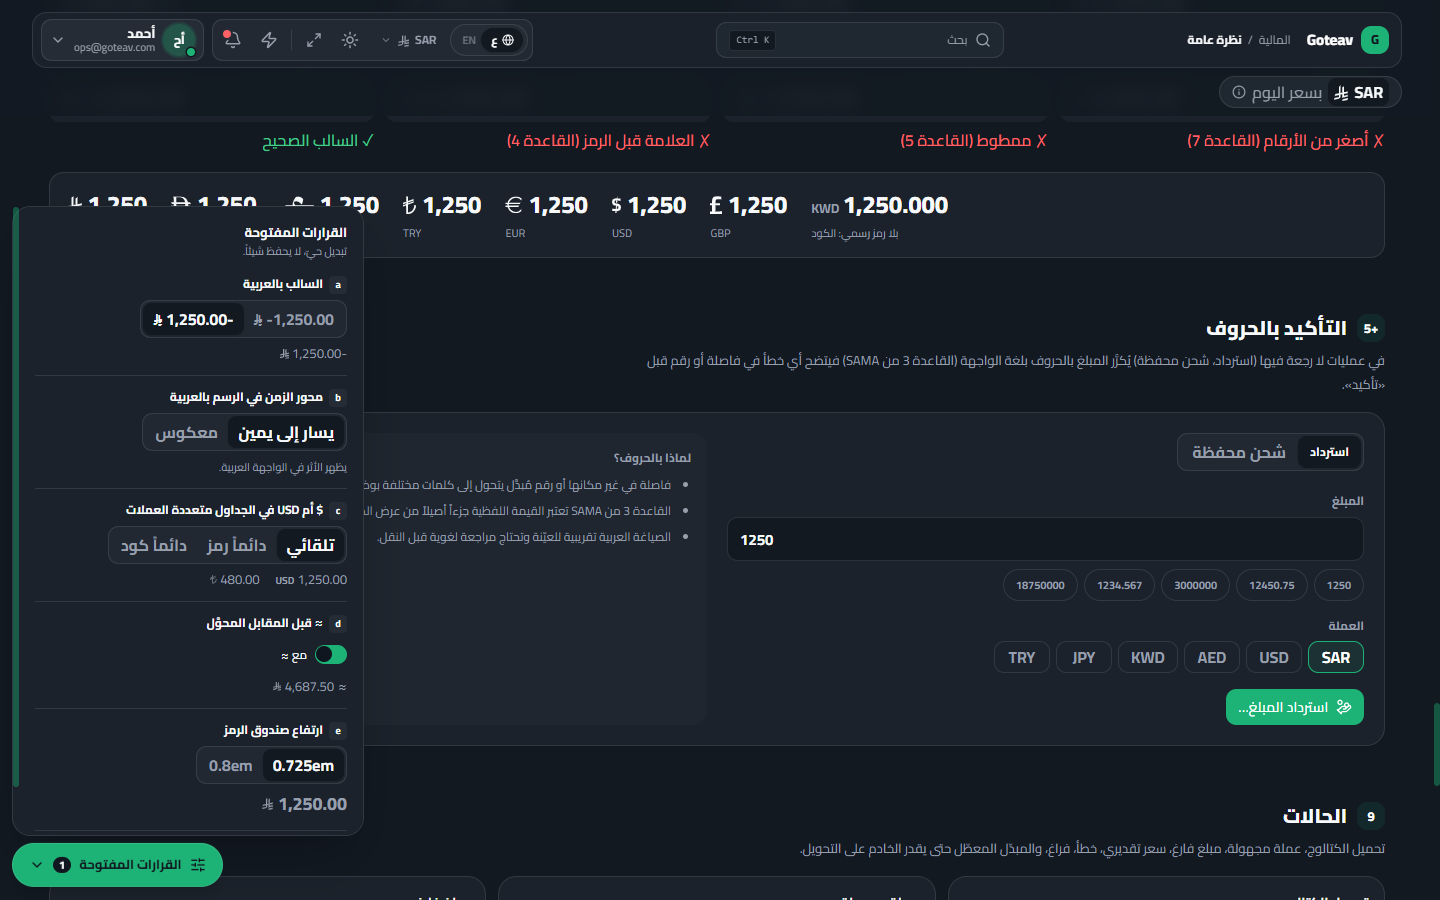 G Goteav المالية / نظرة عامة
بحث Ctrl K
ع EN
SAR
أحمد
ops@goteav.com
أح
SAR بسعر اليوم
✗ أصغر من الأرقام (القاعدة 7)
✗ ممطوط (القاعدة 5)
✗ العلامة قبل الرمز (القاعدة 4)
✓ السالب الصحيح
1,250
1,250
1,250
₺ 1,250
TRY
€ 1,250
EUR
$ 1,250
USD
£ 1,250
GBP
KWD 1,250.000
بلا رمز رسمي: الكود
5+ التأكيد بالحروف
في عمليات لا رجعة فيها (استرداد، شحن محفظة) يُكرَّر المبلغ بالحروف بلغة الواجهة (القاعدة 3 من SAMA) فيتضح أي خطأ في فاصلة أو رقم قبل
«تأكيد».
استرداد
شحن محفظة
المبلغ
1250
1250
12450.75
3000000
1234.567
18750000
العملة
SAR
USD
AED
KWD
JPY
TRY
استرداد المبلغ...
لماذا بالحروف؟
فاصلة في غير مكانها أو رقم مُبدَّل يتحول إلى كلمات مختلفة
القاعدة 3 من SAMA تعتبر القيمة اللفظية جزءاً أصيلاً من عرض
الصياغة العربية تقريبية للعيّنة وتحتاج مراجعة لغوية قبل النقل.
9 الحالات
تحميل الكتالوج، عملة مجهولة، مبلغ فارغ، سعر تقديري، خطأ، فراغ، والمبدّل المعطّل حتى يقدر الخادم على التحويل.
القرارات المفتوحة
تبديل حيّ، لا يحفظ شيئاً.
a السالب بالعربية
-1,250.00
-1,250.00
-1,250.00
b محور الزمن في الرسم بالعربية
يسار إلى يمين
معكوس
يظهر الأثر في الواجهة العربية.
c $ أم USD في الجداول متعددة العملات
تلقائي
دائماً رمز
دائماً كود
USD 1,250.00
₺ 480.00
d ≈ قبل المقابل المحوَّل
مع ≈
≈ 4,687.50
e ارتفاع صندوق الرمز
0.725em
0.8em
1,250.00
القرارات المفتوحة 1